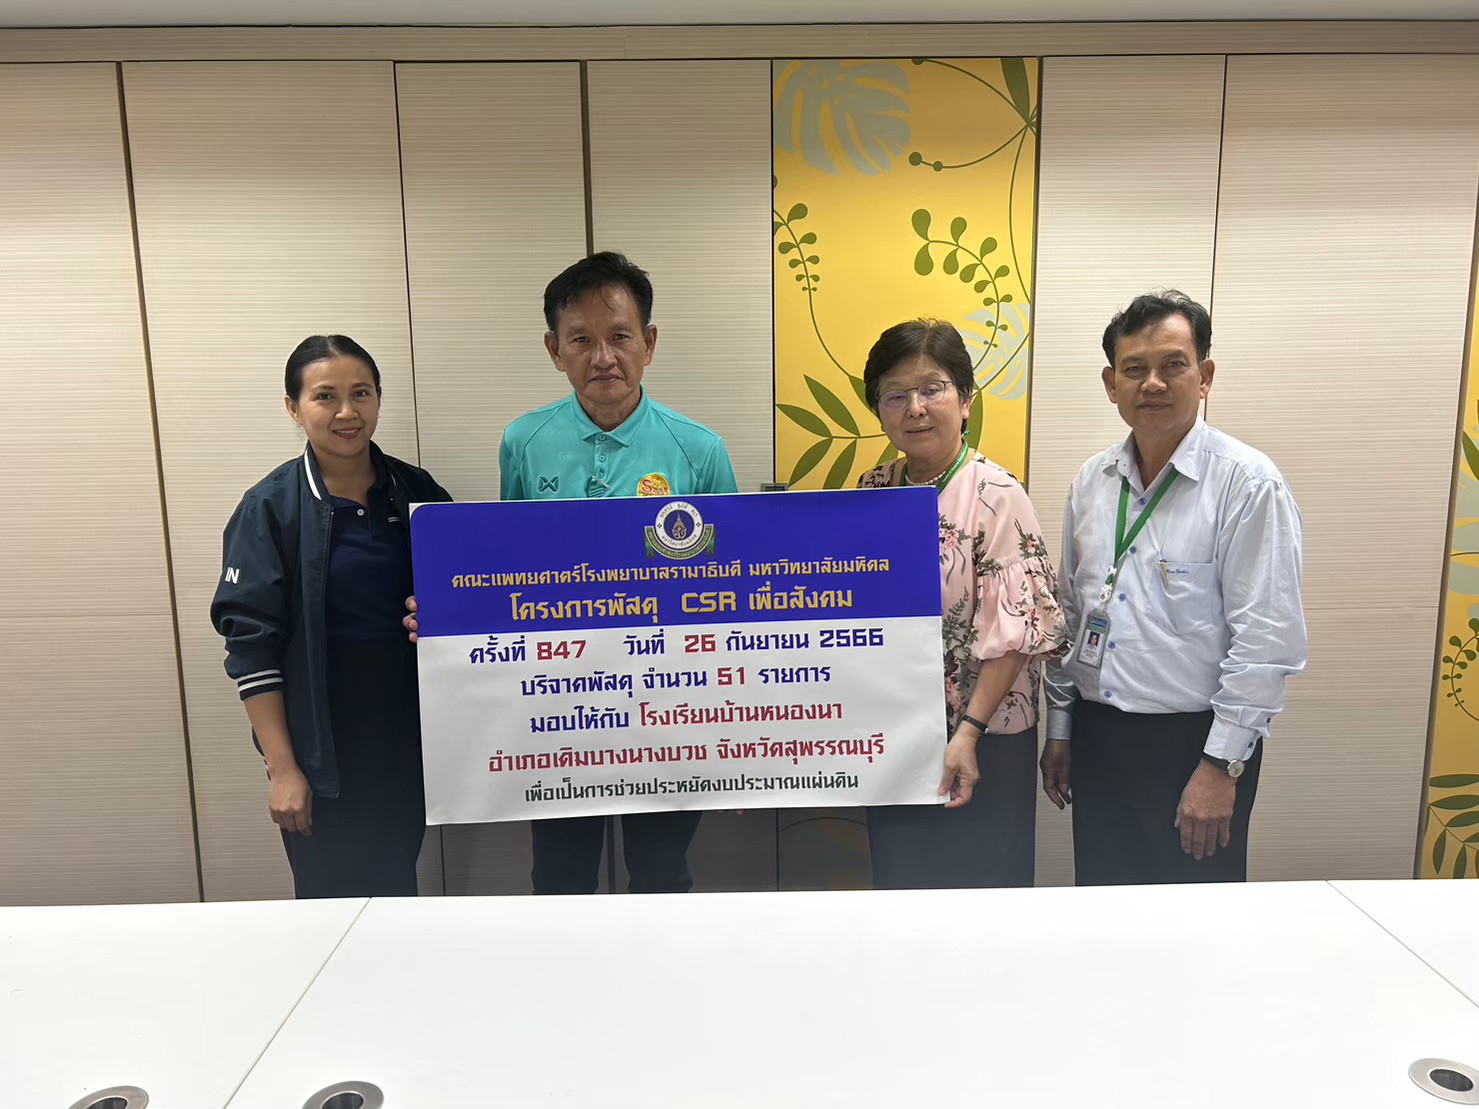 คณะแพทยศาตร์โรงพยาบาลรามาธิบดี มหาวิทยาลัยมหิดล
โครงการพัสดุ CSR เพื่อสังคม
ครั้งที่ 847 วันที่ 26 กันยายน 2566
บริจาคพัสดุ จำนวน 51 รายการ
มอบให้กับ โรงเรียนบ้านหนองนา
อำเภอเดิมบางนางบวช จังหวัดสุพรรณบุรี
เพื่อเป็นการช่วยประหยัดงบประมาณแผ่นดิน
IN